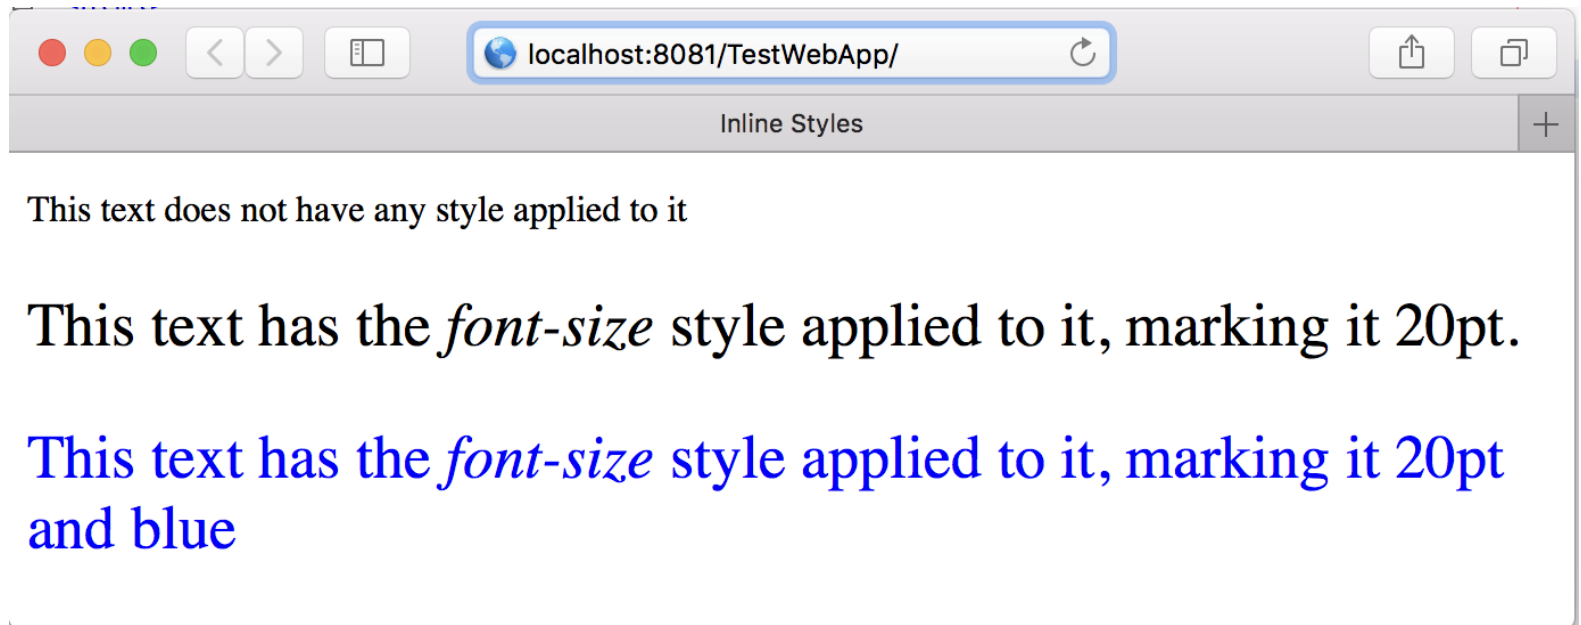 localhost:8081/TestWebApp/
Inline Styles
This text does not have any style applied to it
This text has the font-size style applied to it, marking it 20pt.
This text has the font-size style applied to it, marking it 20pt
and blue